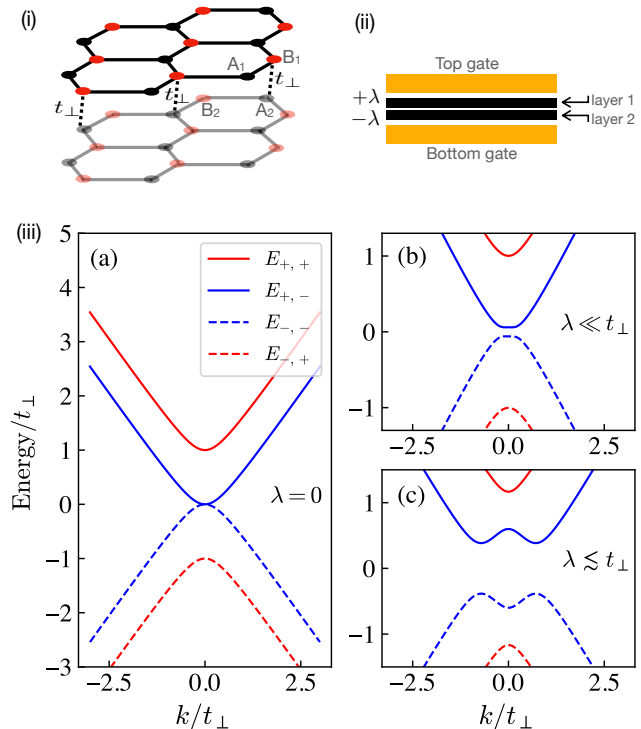 (i)
A₁
B₁
t⊥
t⊥
t⊥
B₂
A₂
(ii)
Top gate
+λ
−λ
layer 1
layer 2
Bottom gate
(iii)
(a)
E₊,₊
E₊,₋
E₋,₋
E₋,₊
λ = 0
5
4
3
2
1
0
−1
−2
−3
Energy/t⊥
−2.5
0.0
2.5
k/t⊥
(b)
λ ≪ t⊥
1
0
−1
−2.5
0.0
2.5
(c)
λ ≲ t⊥
1
0
−1
−2.5
0.0
2.5
k/t⊥